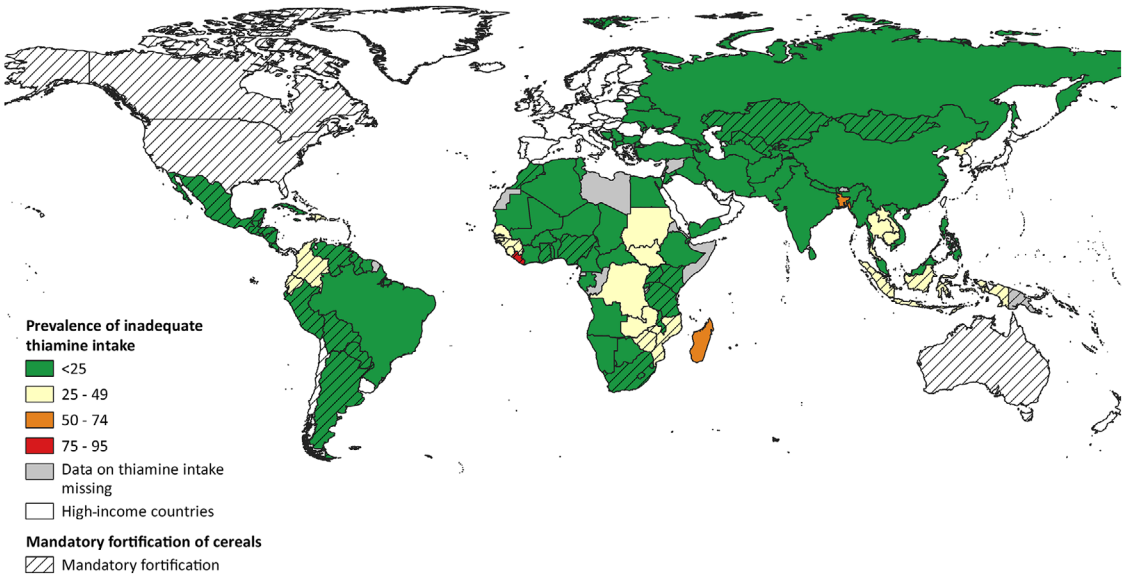 Prevalence of inadequate
thiamine intake
<25
25 - 49
50 - 74
75 - 95
Data on thiamine intake
missing
High-income countries
Mandatory fortification of cereals
Mandatory fortification